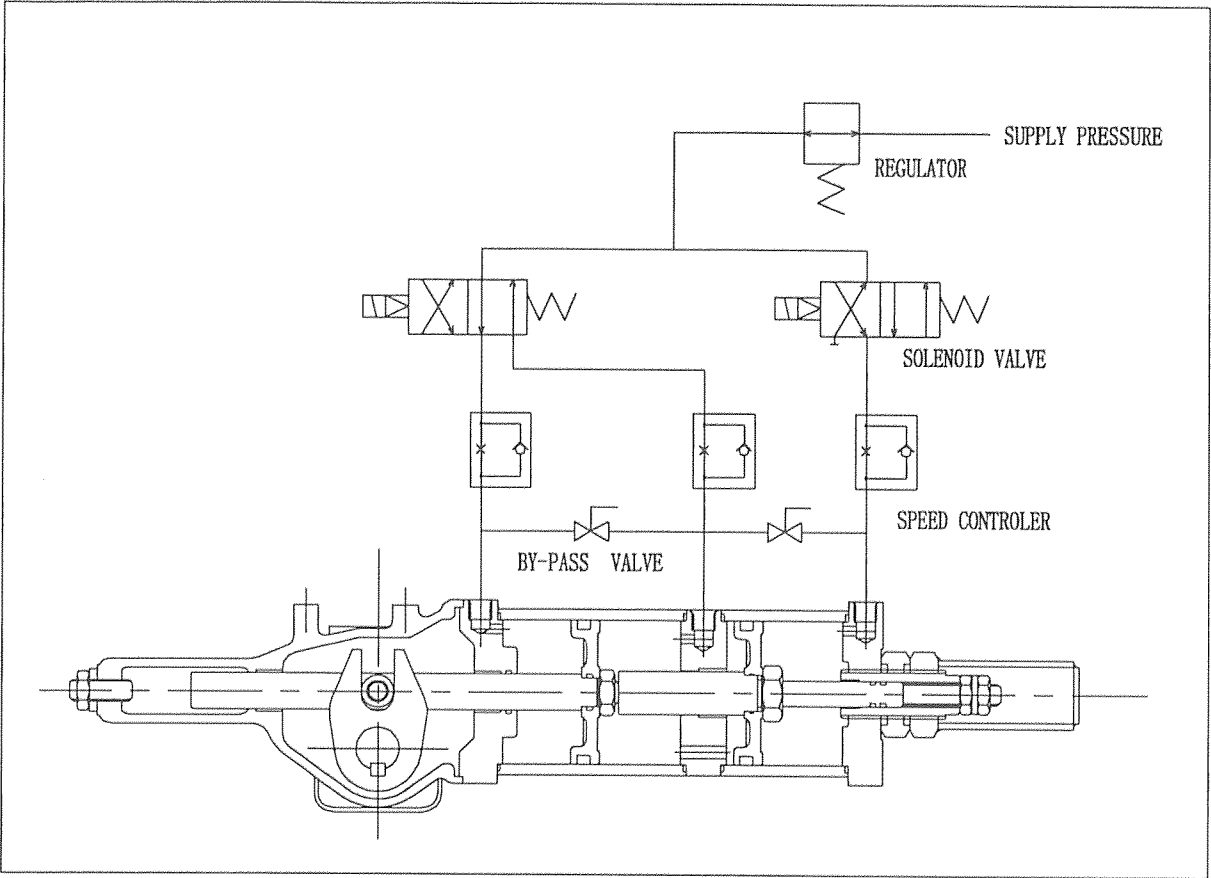 SUPPLY PRESSURE
REGULATOR
SOLENOID VALVE
SPEED CONTROLER
BY-PASS VALVE